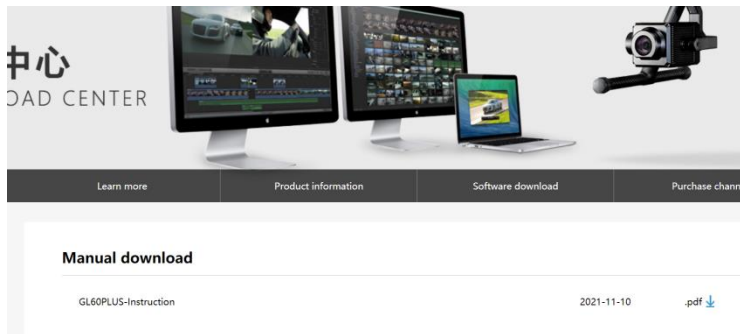 中心
OAD CENTER
Learn more
Product information
Software download
Purchase chann
Manual download
GL60PLUS-Instruction
2021-11-10
.pdf